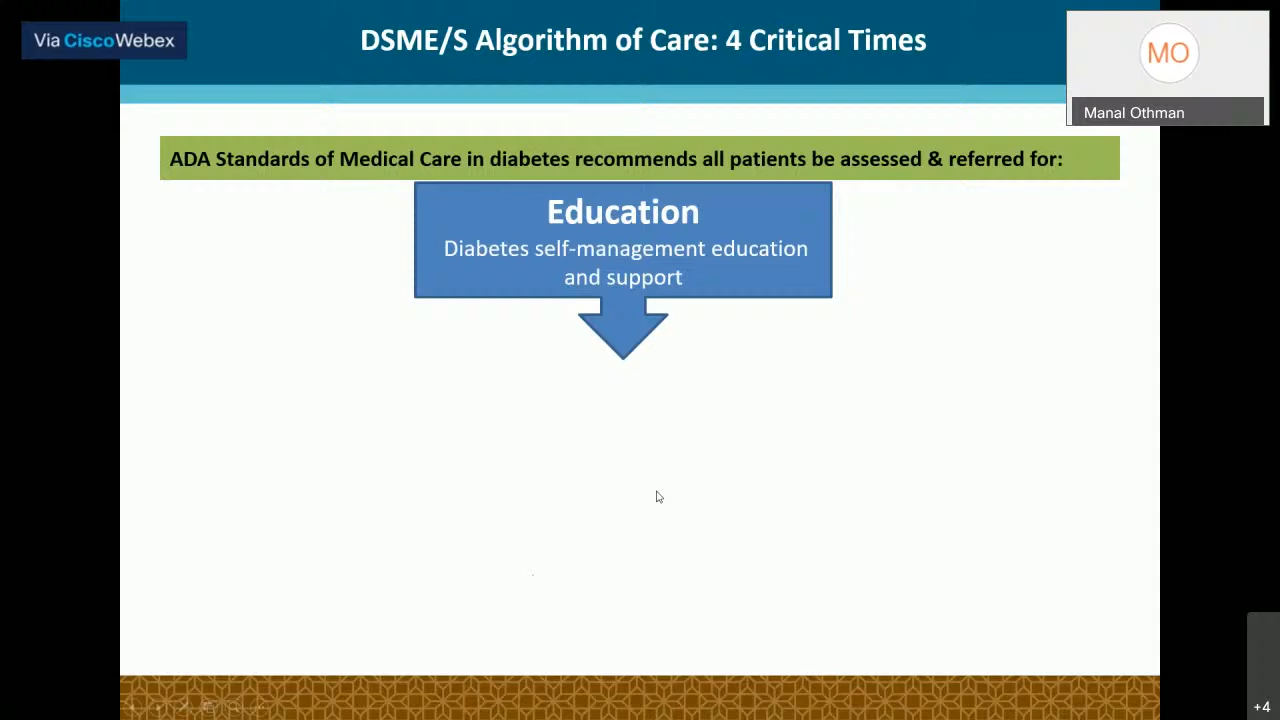 Via CiscoWebex
DSME/S Algorithm of Care: 4 Critical Times
MO
Manal Othman
ADA Standards of Medical Care in diabetes recommends all patients be assessed & referred for:
Education
Diabetes self-management education
and support
+4